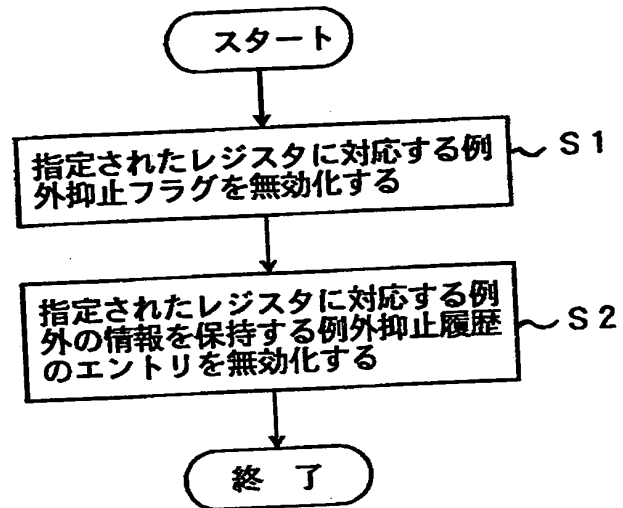 スタート
指定されたレジスタに対応する例
外抑止フラグを無効化する
S1
指定されたレジスタに対応する例
外の情報を保持する例外抑止履歴
のエントリを無効化する
S2
終 了